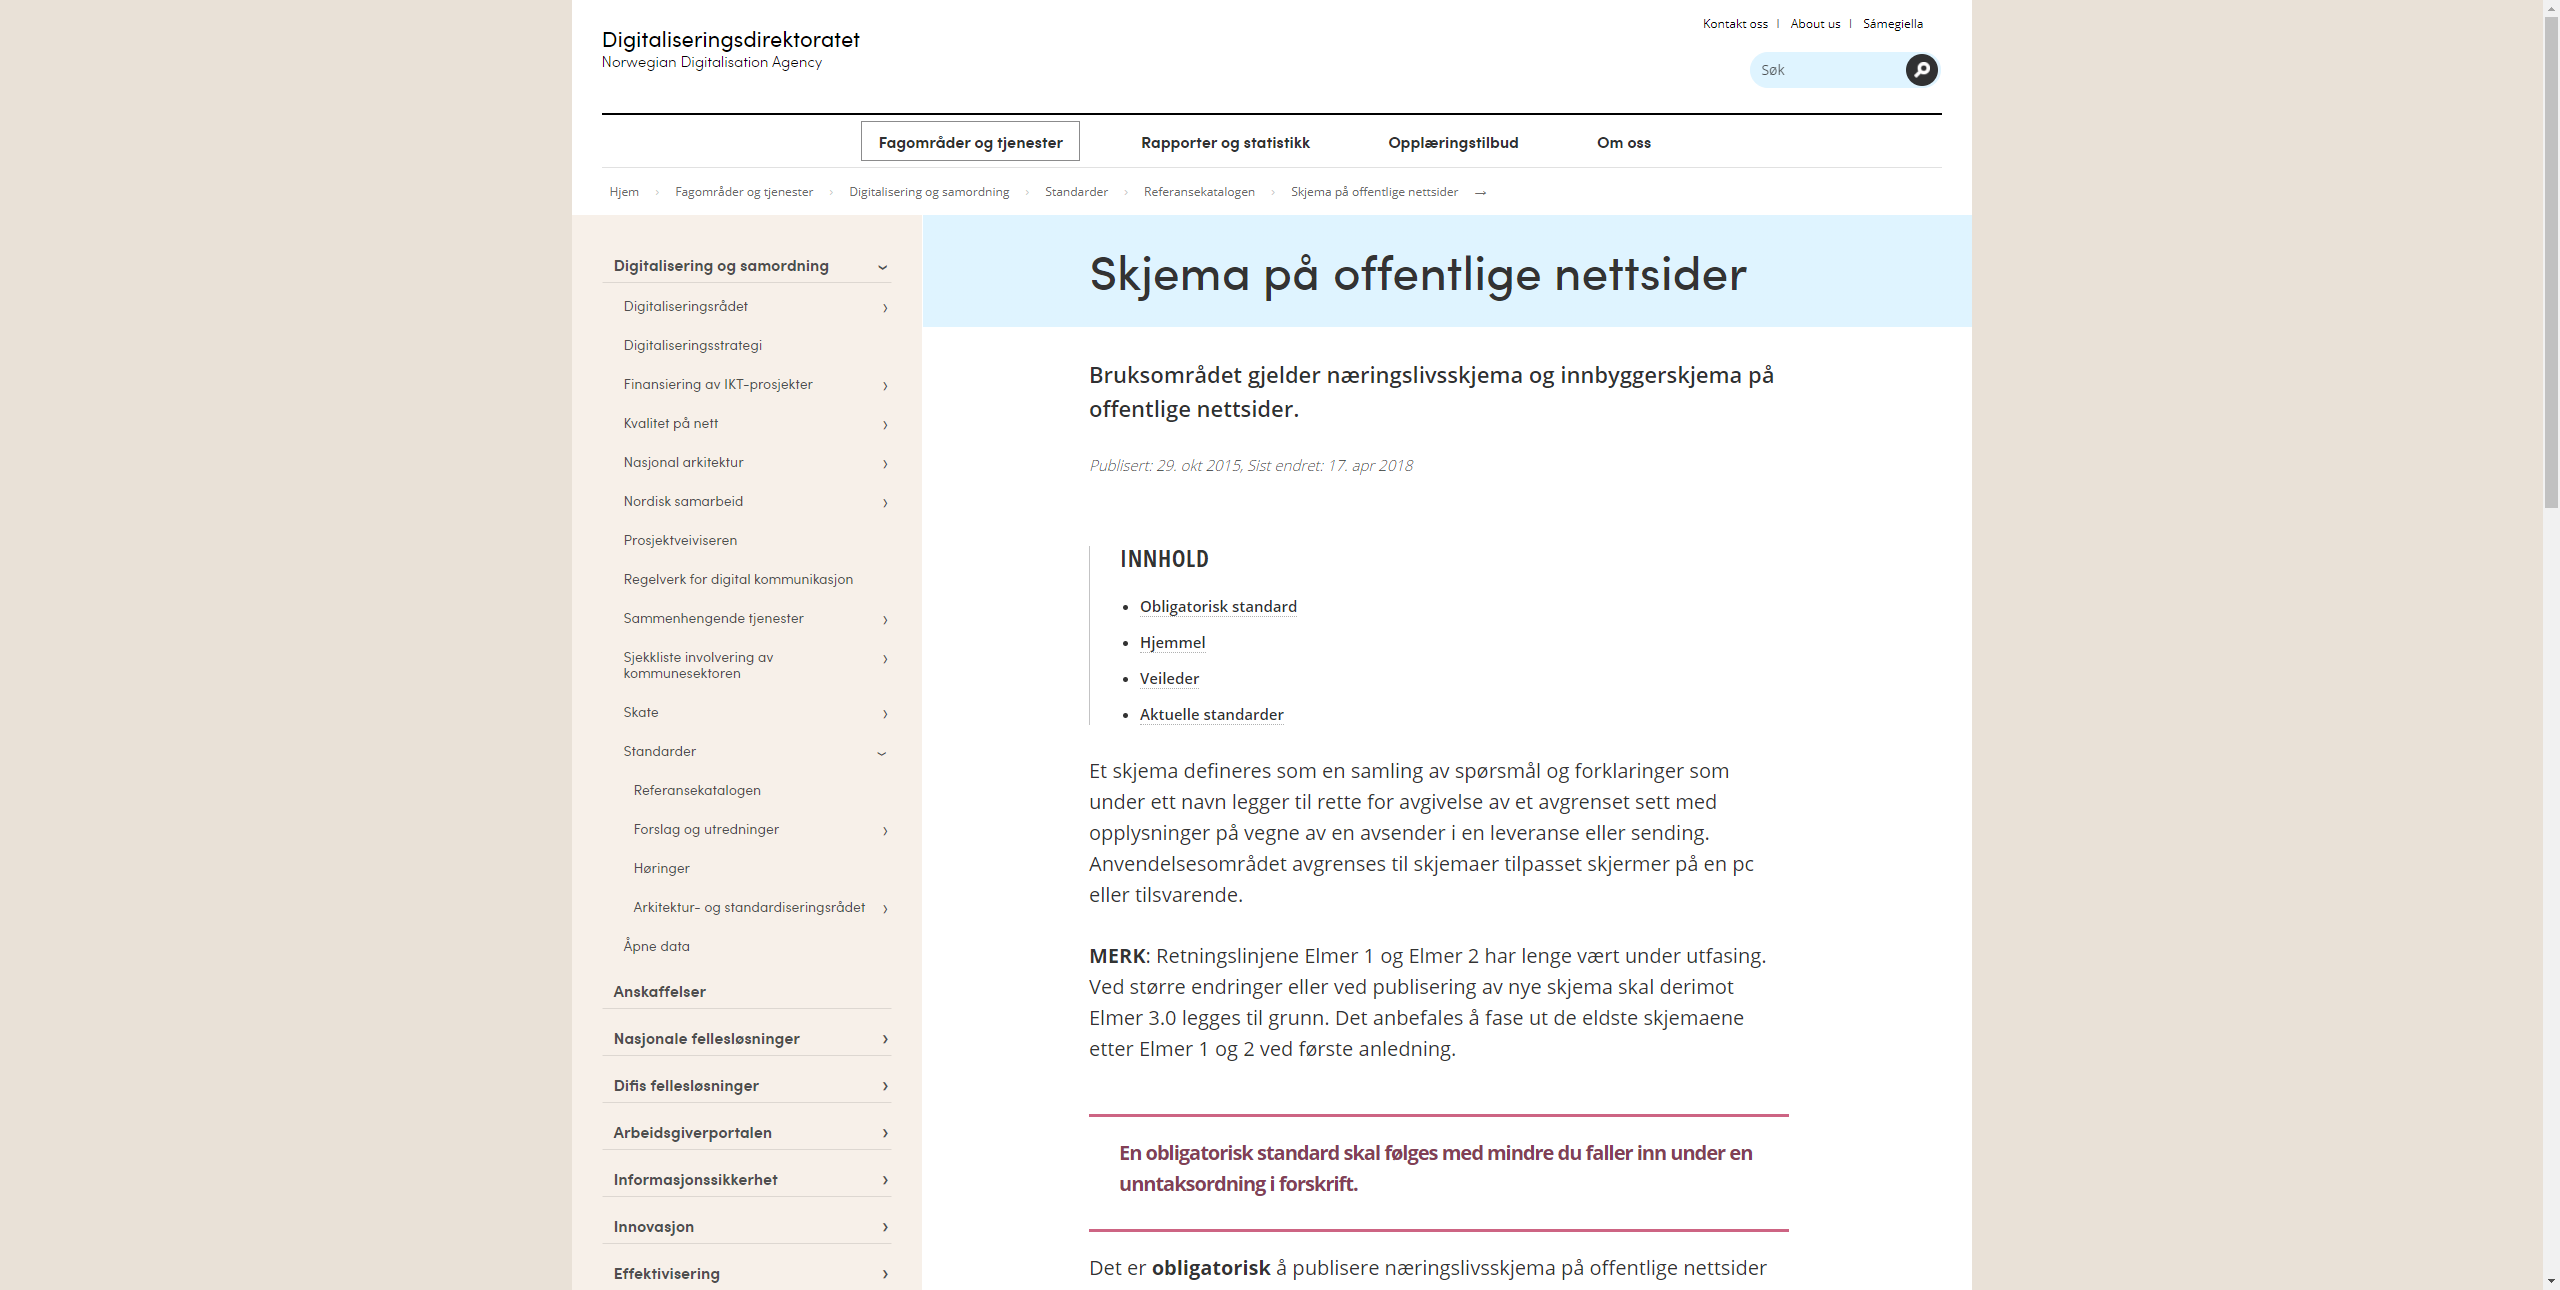 Digitaliseringsdirektoratet
Norwegian Digitalisation Agency
Kontakt oss | About us | Sámegiella
Søk
Fagområder og tjenester Rapporter og statistikk Opplæringstilbud Om oss
Hjem › Fagområder og tjenester › Digitalisering og samordning › Standarder › Referansekatalogen › Skjema på offentlige nettsider →
Digitalisering og samordning
Digitaliseringsrådet
Digitaliseringsstrategi
Finansiering av IKT-prosjekter
Kvalitet på nett
Nasjonal arkitektur
Nordisk samarbeid
Prosjektveiviseren
Regelverk for digital kommunikasjon
Sammenhengende tjenester
Sjekkliste involvering av
kommunesektoren
Skate
Standarder
Referansekatalogen
Forslag og utredninger
Høringer
Arkitektur- og standardiseringsrådet
Åpne data
Anskaffelser
Nasjonale fellesløsninger
Difis fellesløsninger
Arbeidsgiverportalen
Informasjonssikkerhet
Innovasjon
Effektivisering
Skjema på offentlige nettsider
Bruksområdet gjelder næringslivsskjema og innbyggerskjema på
offentlige nettsider.
Publisert: 29. okt 2015, Sist endret: 17. apr 2018
INNHOLD
• Obligatorisk standard
• Hjemmel
• Veileder
• Aktuelle standarder
Et skjema defineres som en samling av spørsmål og forklaringer som
under ett navn legger til rette for avgivelse av et avgrenset sett med
opplysninger på vegne av en avsender i en leveranse eller sending.
Anvendelsesområdet avgrenses til skjemaer tilpasset skjermer på en pc
eller tilsvarende.
MERK: Retningslinjene Elmer 1 og Elmer 2 har lenge vært under utfasing.
Ved større endringer eller ved publisering av nye skjema skal derimot
Elmer 3.0 legges til grunn. Det anbefales å fase ut de eldste skjemaene
etter Elmer 1 og 2 ved første anledning.
En obligatorisk standard skal følges med mindre du faller inn under en
unntaksordning i forskrift.
Det er obligatorisk å publisere næringslivsskjema på offentlige nettsider